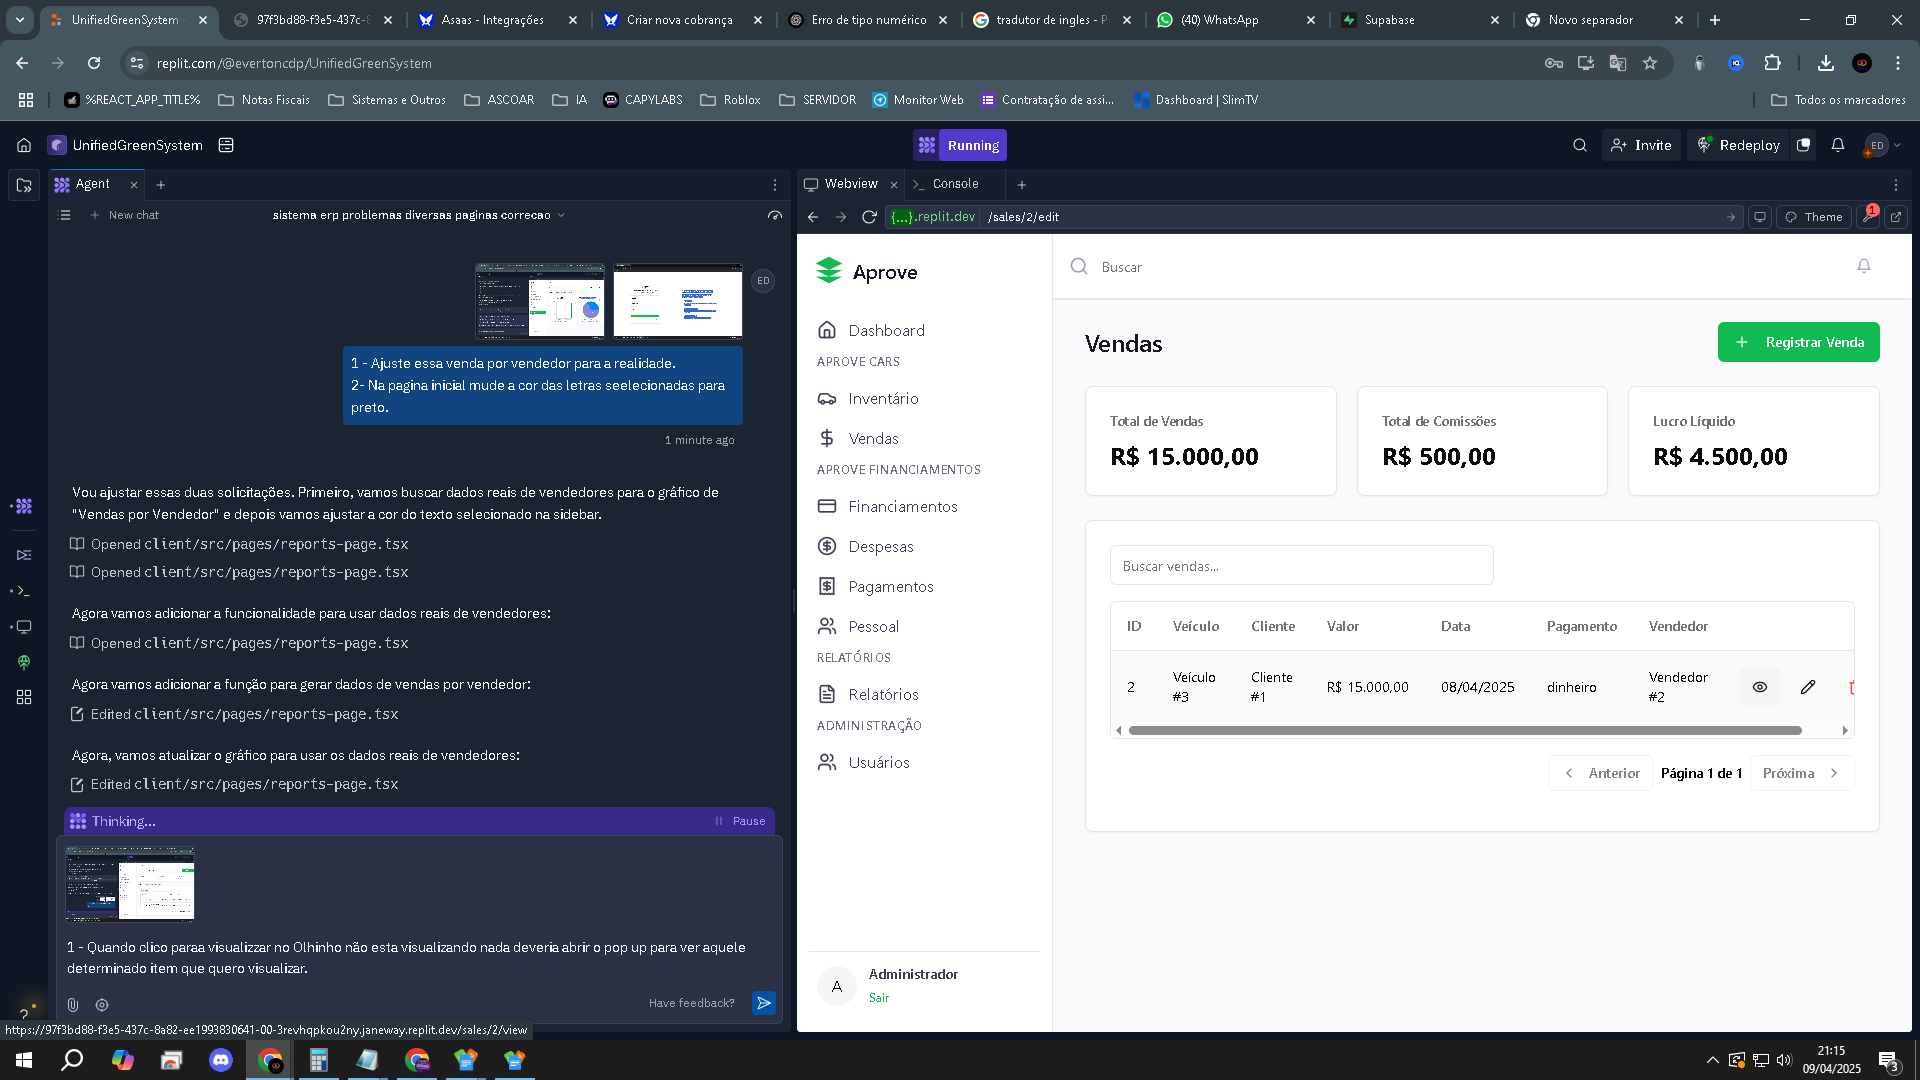 UnifiedGreenSystem -
97f3bd88-f3e5-437c-8
Asaas - Integrações
Criar nova cobrança
Erro de tipo numérico
tradutor de ingles - P
(40) WhatsApp
Supabase
Novo separador
replit.com/@evertoncdp/UnifiedGreenSystem
%REACT_APP_TITLE%
Notas Fiscais
Sistemas e Outros
ASCOAR
IA
CAPYLABS
Roblox
SERVIDOR
Monitor Web
Contratação de assi...
Dashboard | SlimTV
Todos os marcadores
UnifiedGreenSystem
Running
Invite
Redeploy
ED
Agent
New chat
sistema erp problemas diversas paginas correcao
ED
1 - Ajuste essa venda por vendedor para a realidade.
2- Na pagina inicial mude a cor das letras seelecionadas para
preto.
1 minute ago
Vou ajustar essas duas solicitações. Primeiro, vamos buscar dados reais de vendedores para o gráfico de
"Vendas por Vendedor" e depois vamos ajustar a cor do texto selecionado na sidebar.
Opened client/src/pages/reports-page.tsx
Opened client/src/pages/reports-page.tsx
Agora vamos adicionar a funcionalidade para usar dados reais de vendedores:
Opened client/src/pages/reports-page.tsx
Agora vamos adicionar a função para gerar dados de vendas por vendedor:
Edited client/src/pages/reports-page.tsx
Agora, vamos atualizar o gráfico para usar os dados reais de vendedores:
Edited client/src/pages/reports-page.tsx
Thinking...
Pause
1 - Quando clico paraa visualizzar no Olhinho não esta visualizando nada deveria abrir o pop up para ver aquele
determinado item que quero visualizar.
Have feedback?
https://97f3bd88-f3e5-437c-8a82-ee1993830641-00-3revhqpkou2ny.janeway.replit.dev/sales/2/view
Webview
Console
{...}.replit.dev
/sales/2/edit
Theme
1
Aprove
Dashboard
APROVE CARS
Inventário
Vendas
APROVE FINANCIAMENTOS
Financiamentos
Despesas
Pagamentos
Pessoal
RELATÓRIOS
Relatórios
ADMINISTRAÇÃO
Usuários
A
Administrador
Sair
Buscar
Vendas
Registrar Venda
Total de Vendas
R$ 15.000,00
Total de Comissões
R$ 500,00
Lucro Líquido
R$ 4.500,00
Buscar vendas...
ID
Veículo
Cliente
Valor
Data
Pagamento
Vendedor
2
Veículo
#3
Cliente
#1
R$ 15.000,00
08/04/2025
dinheiro
Vendedor
#2
Anterior
Página 1 de 1
Próxima
21:15
09/04/2025
3